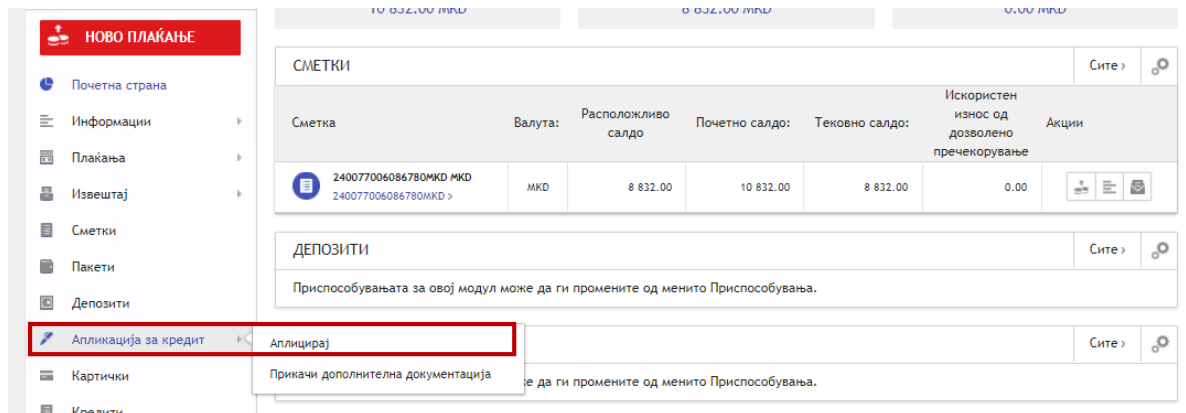 10 832.00 MKD
8 832.00 MKD
0.00 MKD
НОВО ПЛАЌАЊЕ
Почетна страна
Информации
Плаќања
Извештај
Сметки
Пакети
Депозити
Апликација за кредит
Картички
Кредити
Аплицирај
Прикачи дополнителна документација
СМЕТКИ
Сите ›
Сметка
Валута:
Расположливо
салдо
Почетно салдо:
Тековно салдо:
Искористен
износ од
дозволено
пречекорување
Акции
240077006086780MKD MKD
240077006086780MKD >
MKD
8 832.00
10 832.00
8 832.00
0.00
ДЕПОЗИТИ
Сите ›
Приспособувањата за овој модул може да ги промените од менито Приспособувања.
Сите ›
же да ги промените од менито Приспособувања.